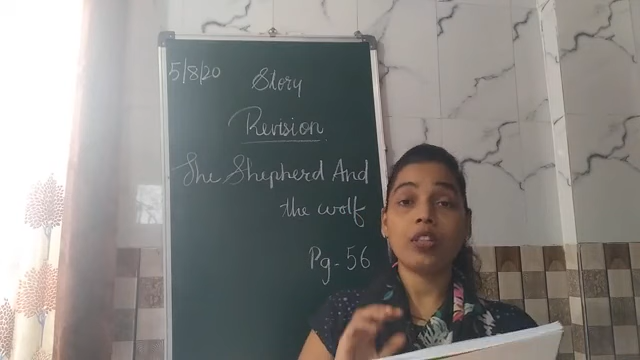 5/8/20
Story
Revision
The Shepherd And
the wolf
Pg-56